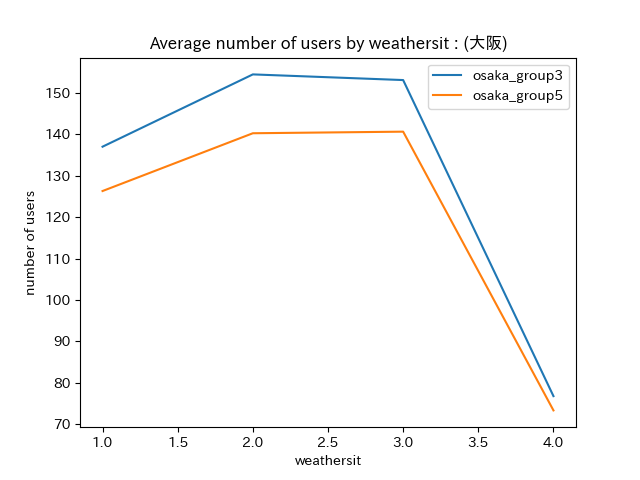 Average number of users by weathersit : (大阪)
osaka_group3
osaka_group5
number of users
150
140
130
120
110
100
90
80
70
1.0 1.5 2.0 2.5 3.0 3.5 4.0
weathersit